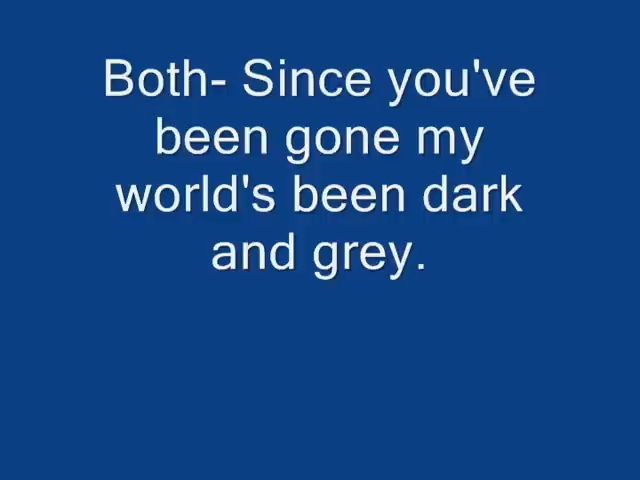 Both- Since you've
been gone my
world's been dark
and grey.